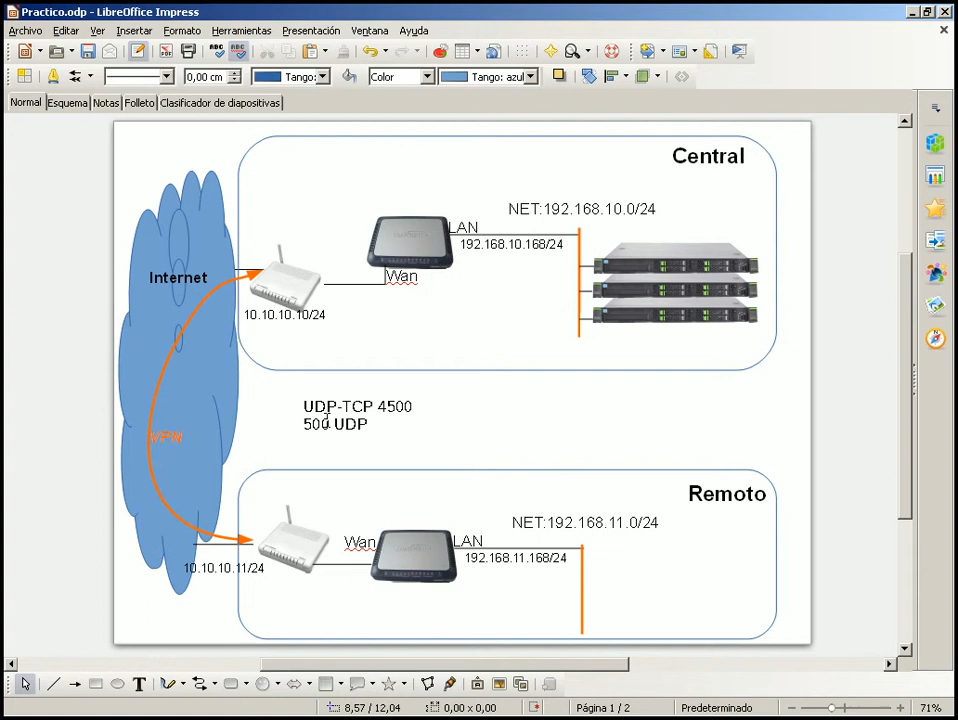 Practico.odp - LibreOffice Impress
Archivo Editar Ver Insertar Formato Herramientas Presentación Ventana Ayuda
0,00 cm Tango: Color Tango: azul
Normal Esquema Notas Folleto Clasificador de diapositivas
Central
NET:192.168.10.0/24
LAN
192.168.10.168/24
Internet
Wan
10.10.10.10/24
UDP-TCP 4500
500 UDP
VPN
Remoto
NET:192.168.11.0/24
Wan
LAN
192.168.11.168/24
10.10.10.11/24
8,57 / 12,04 0,00 x 0,00 Página 1 / 2 Predeterminado 71%